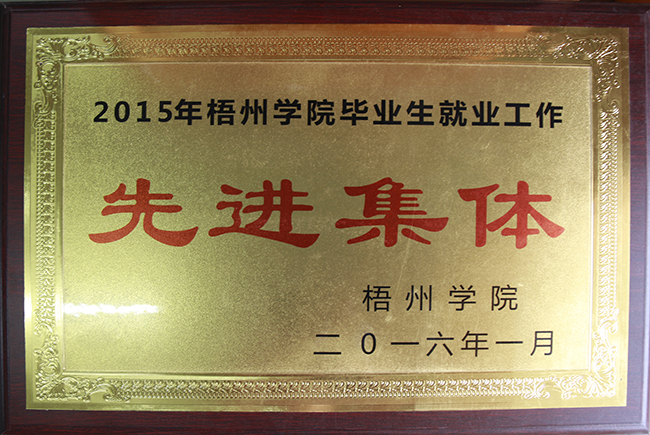 2015年梧州学院毕业生就业工作
先进集体
梧州学院
二0一六年一月